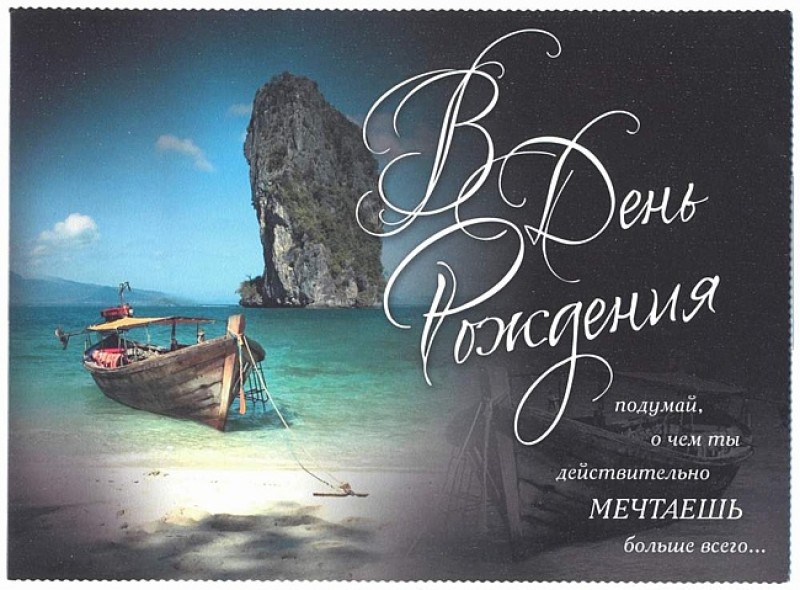 В День
Рождения
подумай,
о чем ты
действительно
МЕЧТАЕШЬ
больше всего...